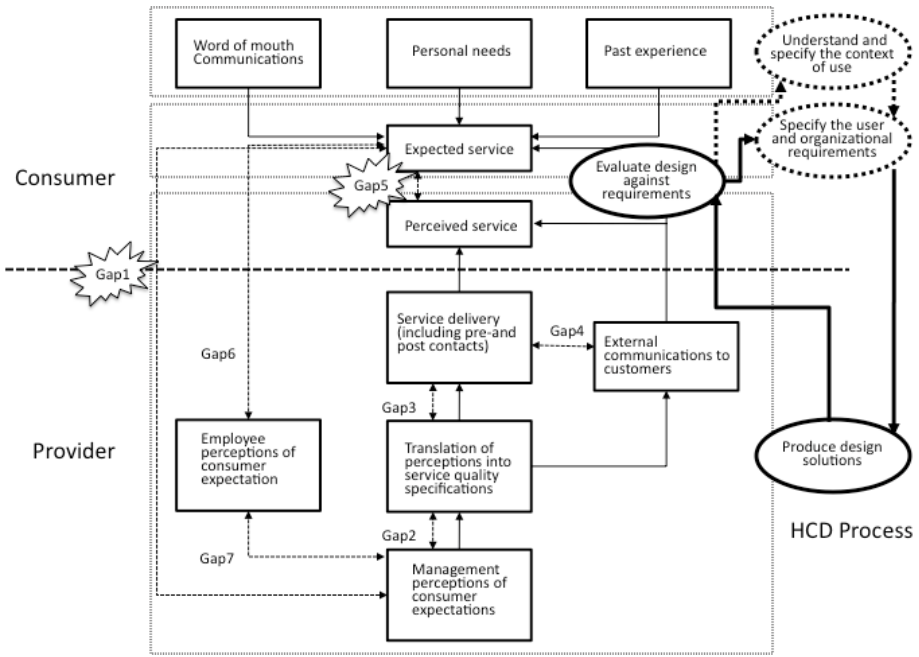 Word of mouth
Communications
Personal needs
Past experience
Understand and
specify the context
of use
Specify the user
and organizational
requirements
Expected service
Evaluate design
against
requirements
Consumer
Gap5
Perceived service
Gap1
Service delivery
(including pre-and
post contacts)
Gap4
External
communications to
customers
Gap6
Gap3
Provider
Employee
perceptions of
consumer
expectation
Translation of
perceptions into
service quality
specifications
Produce design
solutions
HCD Process
Gap2
Gap7
Management
perceptions of
consumer
expectations